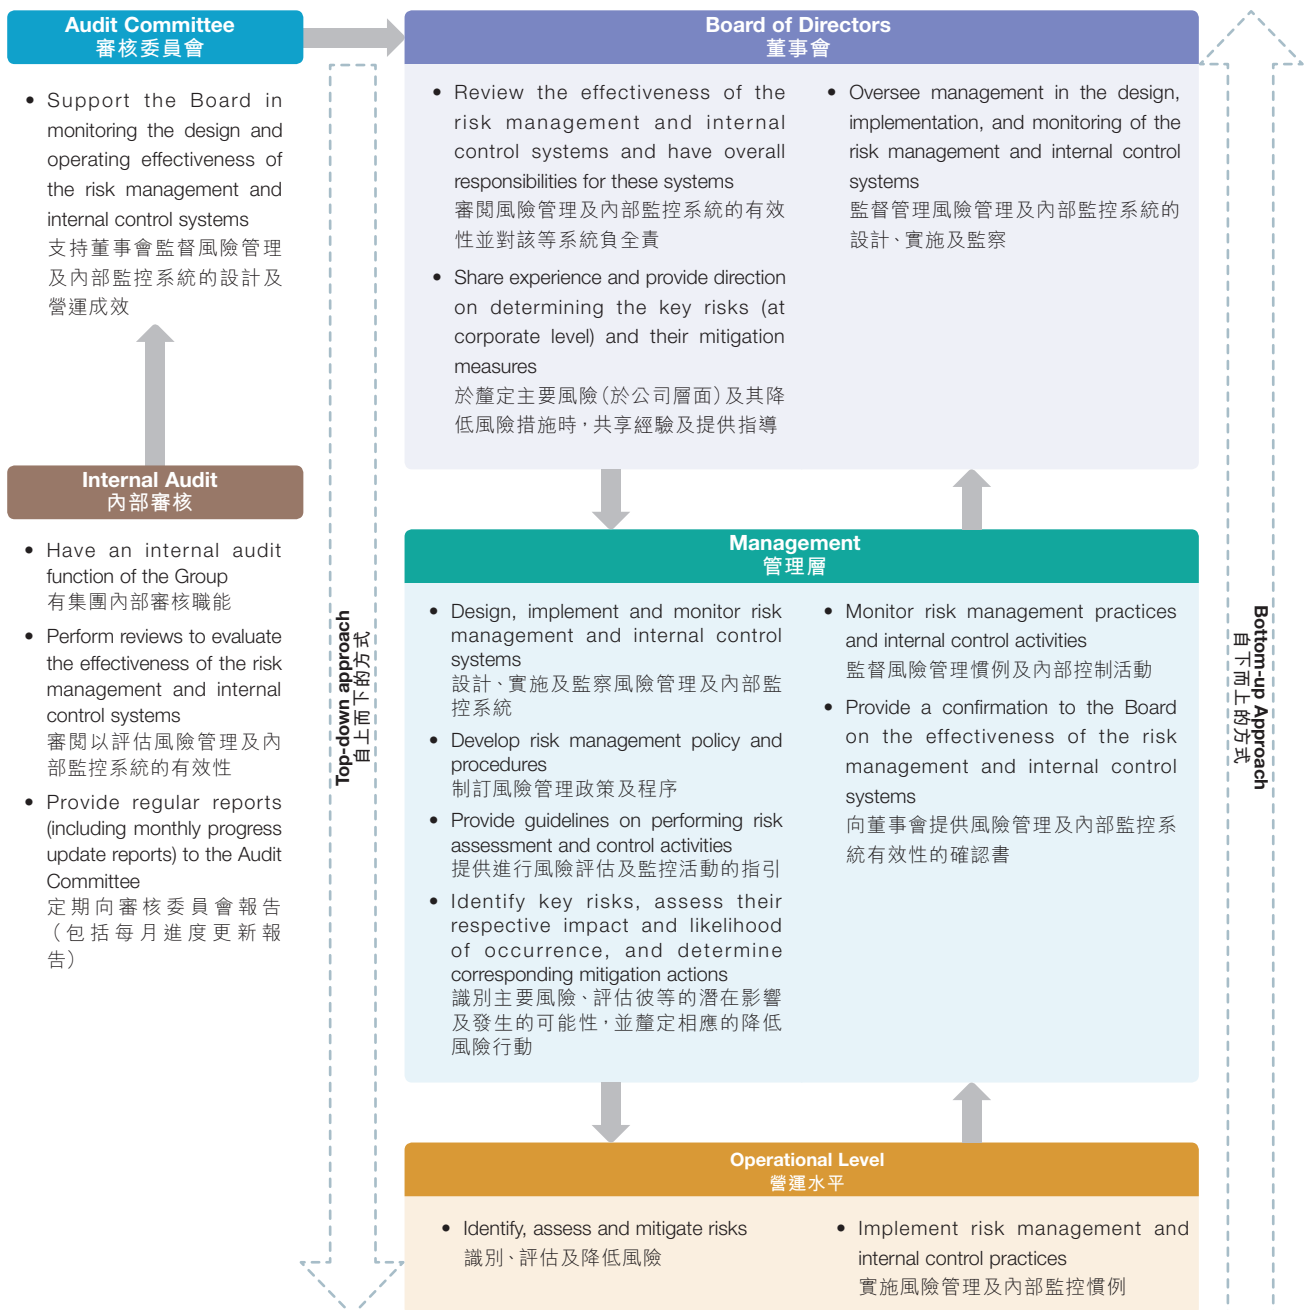 Audit Committee
審核委員會
• Support the Board in
monitoring the design and
operating effectiveness of
the risk management and
internal control systems
支持董事會監督風險管理
及內部監控系統的設計及
營運成效
Internal Audit
內部審核
• Have an internal audit
function of the Group
有集團內部審核職能
• Perform reviews to evaluate
the effectiveness of the risk
management and internal
control systems
審閱以評估風險管理及內
部監控系統的有效性
• Provide regular reports
(including monthly progress
update reports) to the Audit
Committee
定期向審核委員會報告
(包括每月進度更新報
告)
Top-down approach
自上而下的方式
Board of Directors
董事會
• Review the effectiveness of the
risk management and internal
control systems and have overall
responsibilities for these systems
審閱風險管理及內部監控系統的有效
性並對該等系統負全責
• Share experience and provide direction
on determining the key risks (at
corporate level) and their mitigation
measures
於釐定主要風險(於公司層面)及其降
低風險措施時，共享經驗及提供指導
• Oversee management in the design,
implementation, and monitoring of the
risk management and internal control
systems
監督管理風險管理及內部監控系統的
設計、實施及監察
Management
管理層
• Design, implement and monitor risk
management and internal control
systems
設計、實施及監察風險管理及內部監
控系統
• Develop risk management policy and
procedures
制訂風險管理政策及程序
• Provide guidelines on performing risk
assessment and control activities
提供進行風險評估及監控活動的指引
• Identify key risks, assess their
respective impact and likelihood
of occurrence, and determine
corresponding mitigation actions
識別主要風險、評估彼等的潛在影響
及發生的可能性，並釐定相應的降低
風險行動
• Monitor risk management practices
and internal control activities
監督風險管理慣例及內部控制活動
• Provide a confirmation to the Board
on the effectiveness of the risk
management and internal control
systems
向董事會提供風險管理及內部監控系
統有效性的確認書
Operational Level
營運水平
• Identify, assess and mitigate risks
識別、評估及降低風險
• Implement risk management and
internal control practices
實施風險管理及內部監控慣例
Bottom-up Approach
自下而上的方式